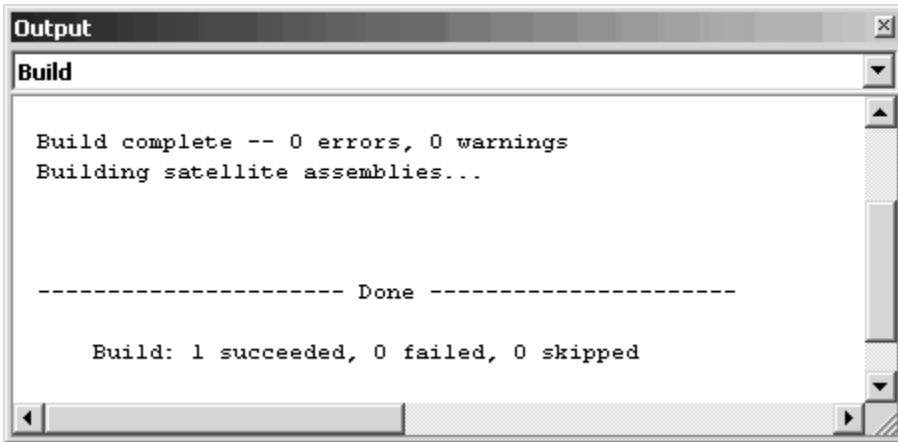 Output
Build
Build complete -- 0 errors, 0 warnings
Building satellite assemblies...
---------------------- Done ----------------------
Build: 1 succeeded, 0 failed, 0 skipped